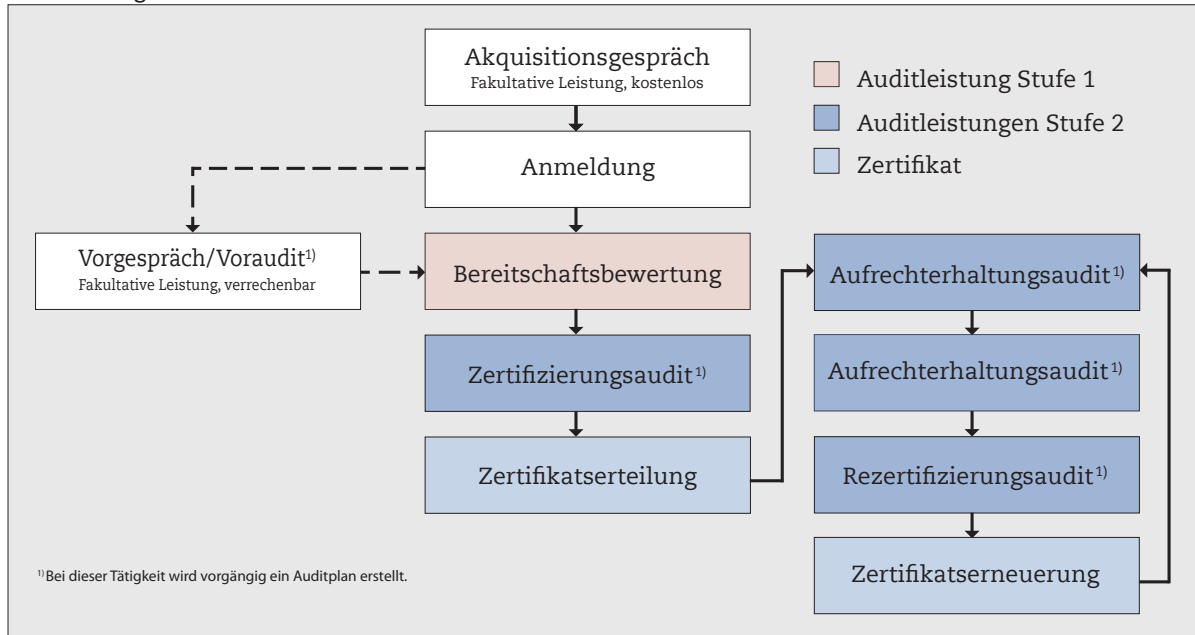 Akquisitionsgespräch
Fakultative Leistung, kostenlos
Auditleistung Stufe 1
Auditleistungen Stufe 2
Zertifikat
Anmeldung
Vorgespräch/Voraudit¹⁾
Fakultative Leistung, verrechenbar
Bereitschaftsbewertung
Zertifizierungsaudit¹⁾
Zertifikatserteilung
Aufrechterhaltungsaudit¹⁾
Aufrechterhaltungsaudit¹⁾
Rezertifizierungsaudit¹⁾
Zertifikatserneuerung
¹⁾ Bei dieser Tätigkeit wird vorgängig ein Auditplan erstellt.